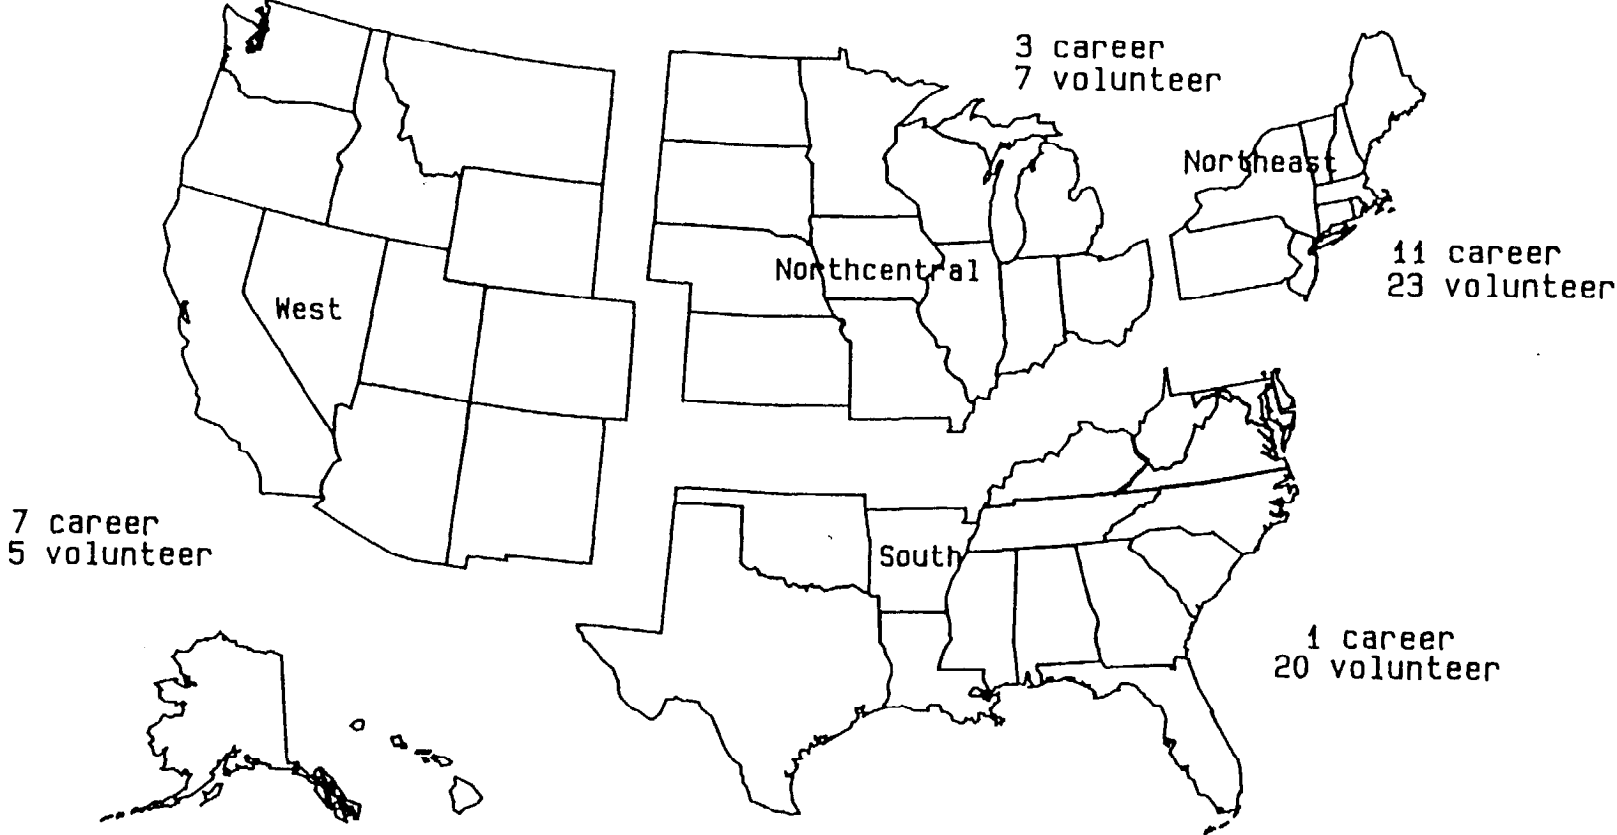 3 career
7 volunteer
Northeast
11 career
23 volunteer
Northcentral
West
7 career
5 volunteer
South
1 career
20 volunteer